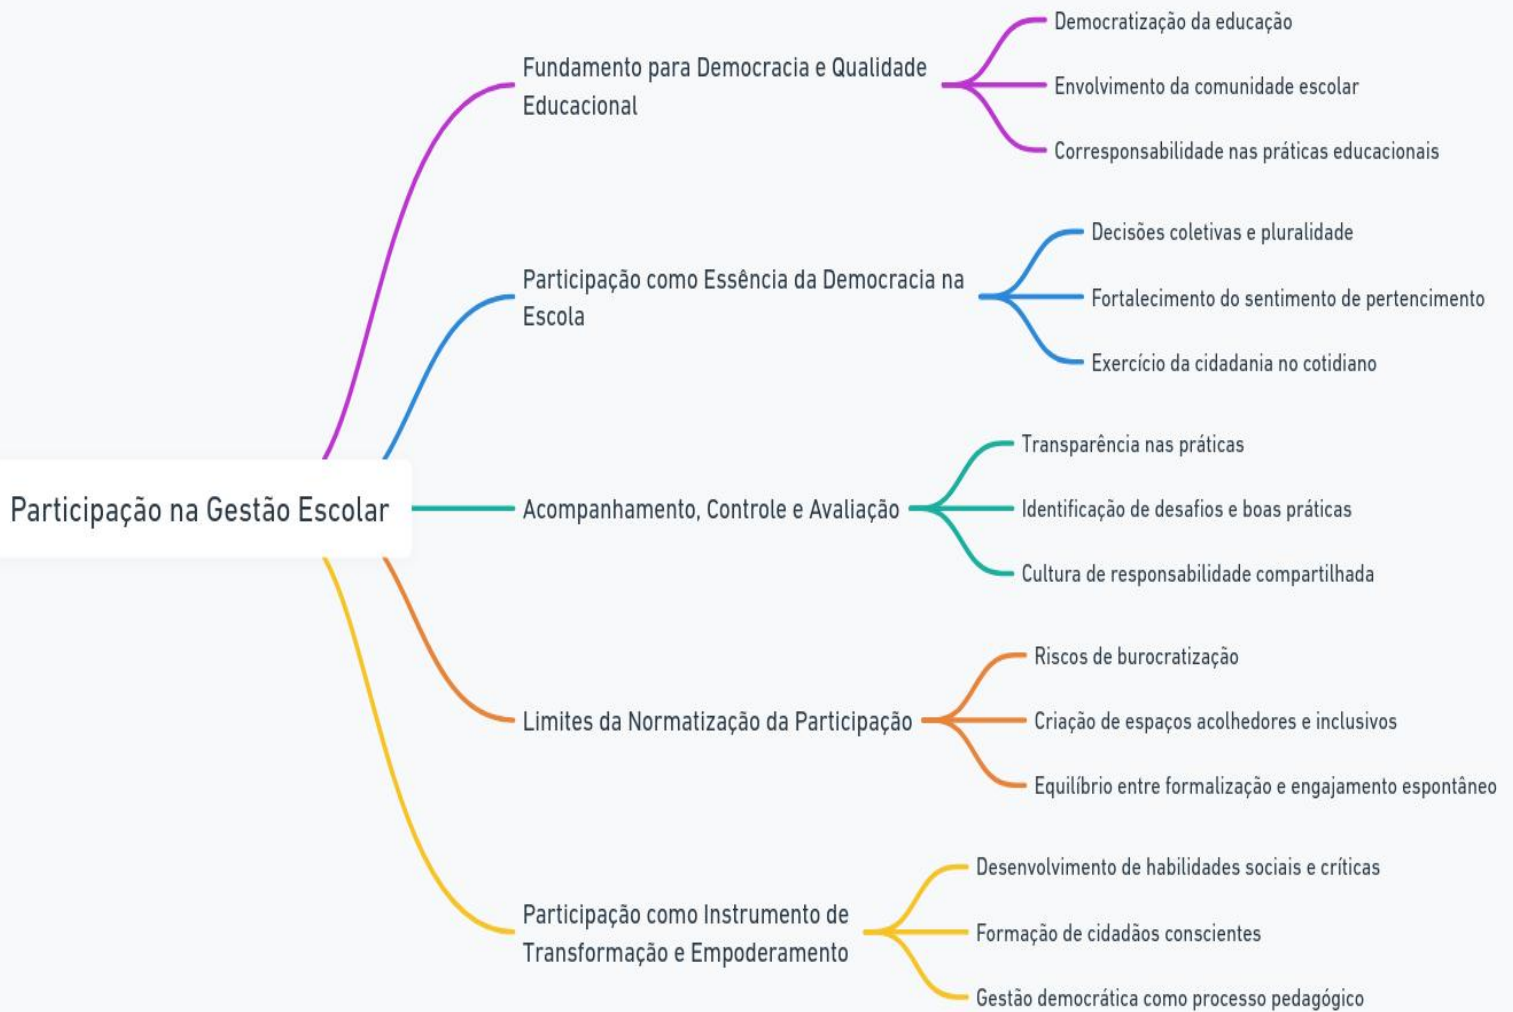 Participação na Gestão Escolar
Fundamento para Democracia e Qualidade
Educacional
Democratização da educação
Envolvimento da comunidade escolar
Corresponsabilidade nas práticas educacionais
Participação como Essência da Democracia na
Escola
Decisões coletivas e pluralidade
Fortalecimento do sentimento de pertencimento
Exercício da cidadania no cotidiano
Acompanhamento, Controle e Avaliação
Transparência nas práticas
Identificação de desafios e boas práticas
Cultura de responsabilidade compartilhada
Limites da Normatização da Participação
Riscos de burocratização
Criação de espaços acolhedores e inclusivos
Equilíbrio entre formalização e engajamento espontâneo
Participação como Instrumento de
Transformação e Empoderamento
Desenvolvimento de habilidades sociais e críticas
Formação de cidadãos conscientes
Gestão democrática como processo pedagógico